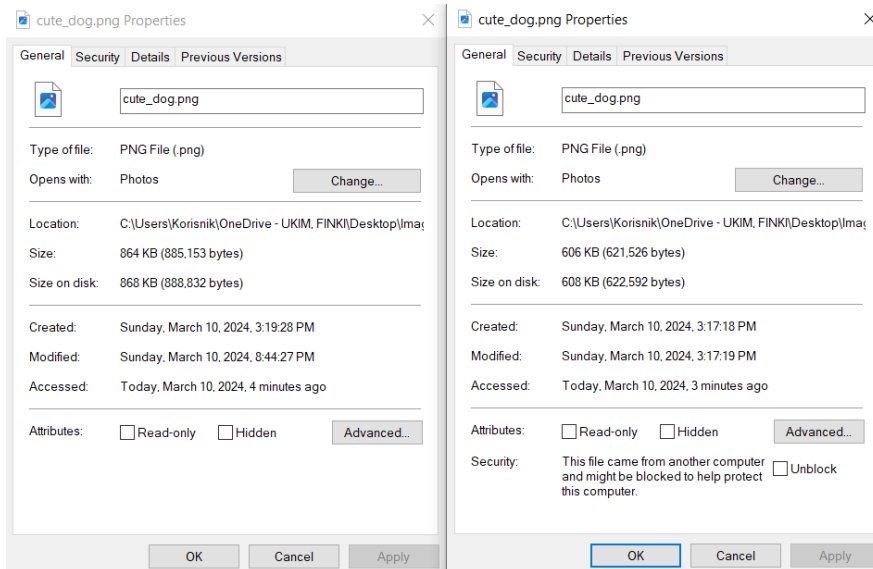 cute_dog.png Properties
General Security Details Previous Versions
cute_dog.png
Type of file: PNG File (.png)
Opens with: Photos Change...
Location: C:\Users\Korisnik\OneDrive - UKIM, FINKI\Desktop\Imag
Size: 864 KB (885,153 bytes)
Size on disk: 868 KB (888,832 bytes)
Created: Sunday, March 10, 2024, 3:19:28 PM
Modified: Sunday, March 10, 2024, 8:44:27 PM
Accessed: Today, March 10, 2024, 4 minutes ago
Attributes: Read-only Hidden Advanced...
OK Cancel Apply
cute_dog.png Properties
General Security Details Previous Versions
cute_dog.png
Type of file: PNG File (.png)
Opens with: Photos Change...
Location: C:\Users\Korisnik\OneDrive - UKIM, FINKI\Desktop\Imag
Size: 606 KB (621,526 bytes)
Size on disk: 608 KB (622,592 bytes)
Created: Sunday, March 10, 2024, 3:17:18 PM
Modified: Sunday, March 10, 2024, 3:17:19 PM
Accessed: Today, March 10, 2024, 3 minutes ago
Attributes: Read-only Hidden Advanced...
Security: This file came from another computer
and might be blocked to help protect Unblock
this computer.
OK Cancel Apply